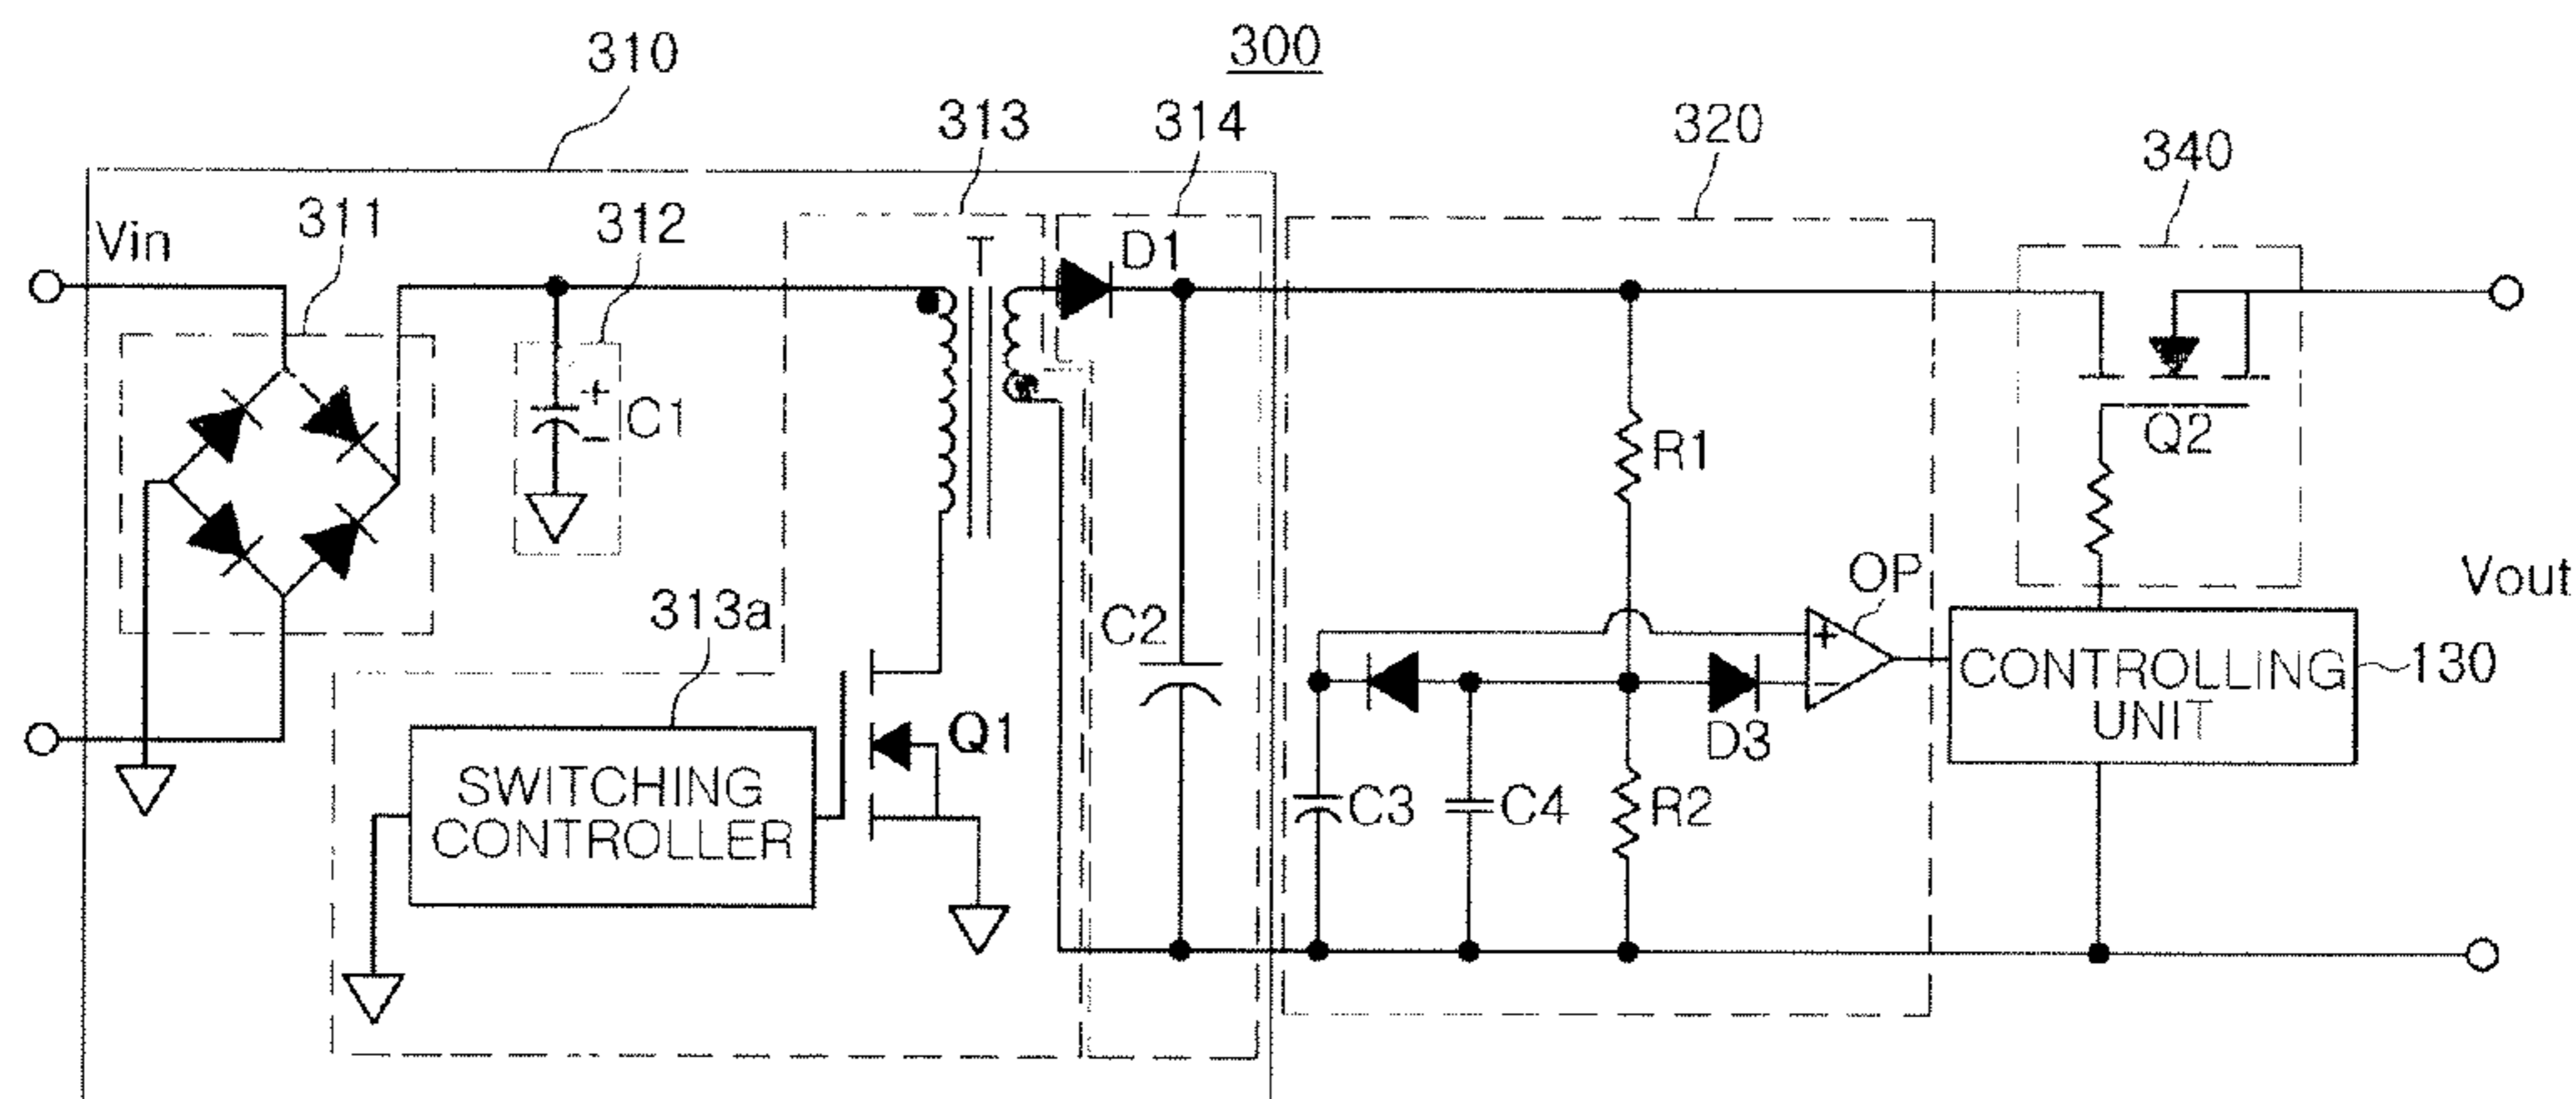 300
310
313
314
320
340
311
312
Vin
T
D1
+
C1
−
R1
Q2
313a
OP
Vout
C2
+
CONTROLLING
UNIT
130
−
Q1
D3
SWITCHING
CONTROLLER
C3
C4
R2